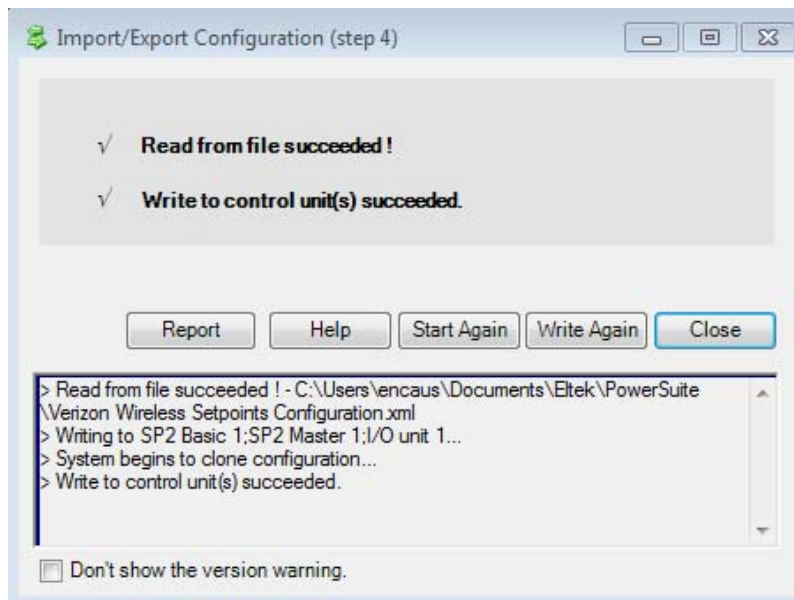 Import/Export Configuration (step 4)
√ Read from file succeeded !
√ Write to control unit(s) succeeded.
Report Help Start Again Write Again Close
> Read from file succeeded ! - C:\Users\encaus\Documents\Eltek\PowerSuite
\Verizon Wireless Setpoints Configuration.xml
> Writing to SP2 Basic 1;SP2 Master 1;I/O unit 1...
> System begins to clone configuration...
> Write to control unit(s) succeeded.
Don't show the version warning.